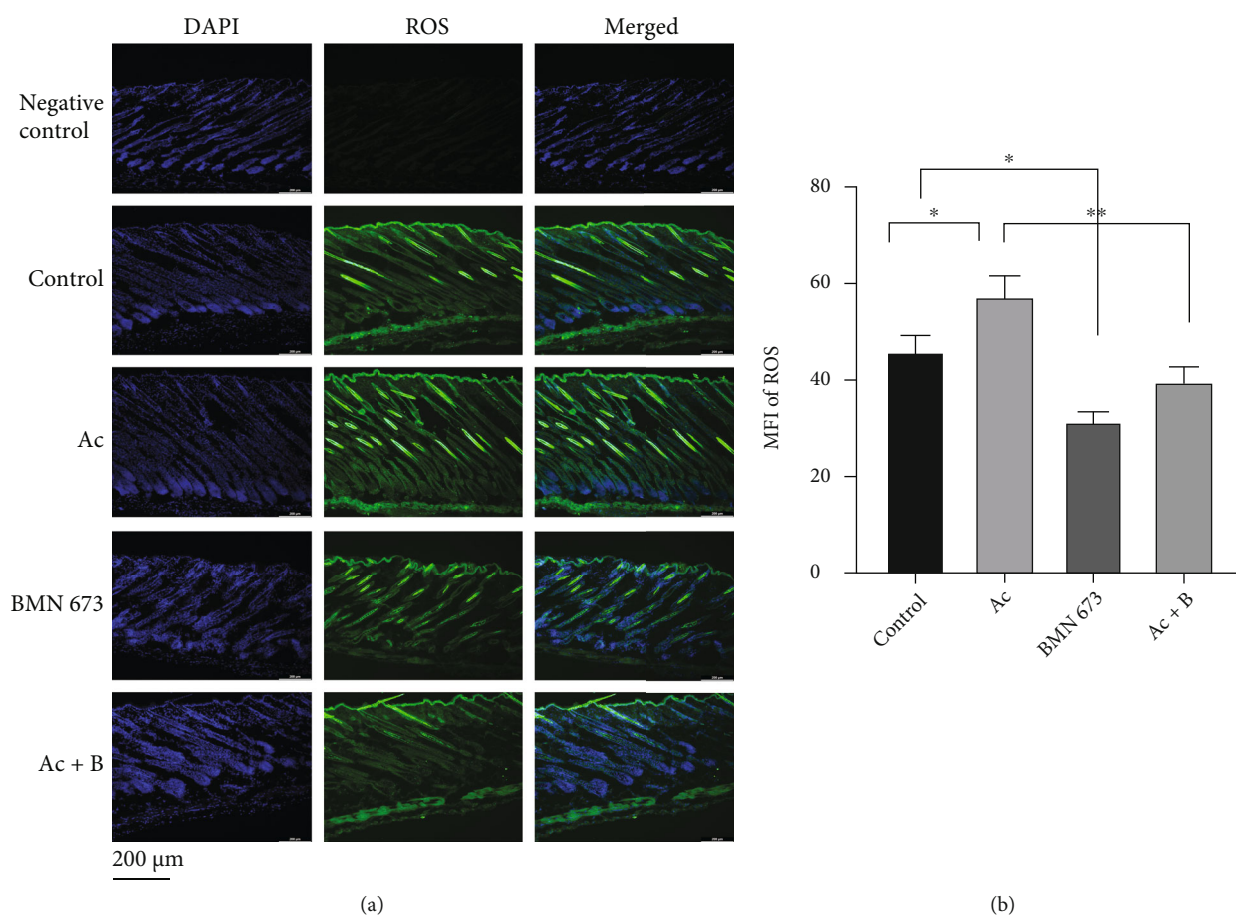 DAPI ROS Merged
Negative
control
Control
Ac
BMN 673
Ac + B
200 μm
(a)
*
* **
80
60
40
20
0
MFI of ROS
Control Ac BMN 673 Ac + B
(b)